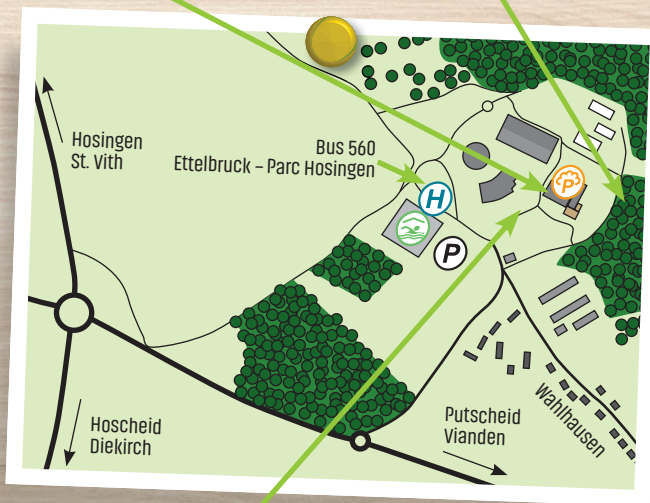 Hosingen
St. Vith
Bus 560
Ettelbruck – Parc Hosingen
H
P
P
Hoscheid
Diekirch
Putscheid
Vianden
Wahlhausen